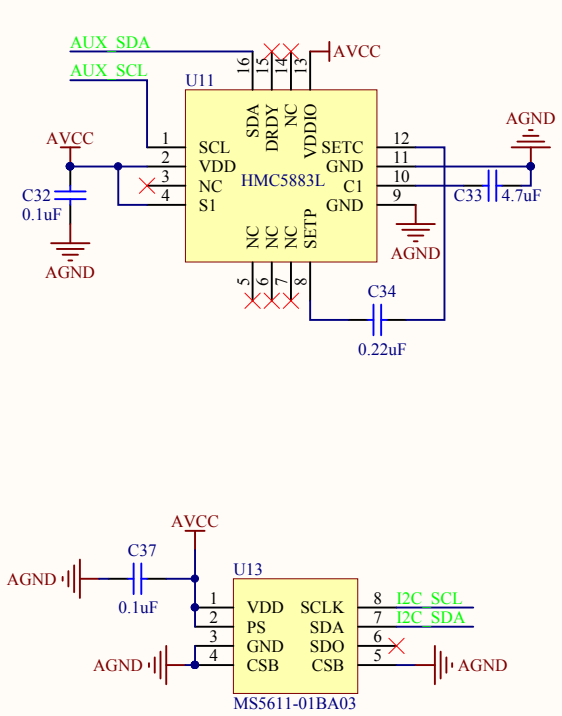 AUX_SDA
AUX_SCL
U11
16
15
14
13
AVCC
SDA
DRDY
NC
VDDIO
AVCC
1
2
3
4
SCL
VDD
NC
S1
HMC5883L
SETC
GND
C1
GND
12
11
10
9
AGND
C32
0.1uF
AGND
C33
4.7uF
AGND
NC
NC
NC
SETP
5
6
7
8
C34
0.22uF
AVCC
C37
0.1uF
AGND
U13
1
2
3
4
VDD
PS
GND
CSB
SCLK
SDA
SDO
CSB
8
7
6
5
I2C_SCL
I2C_SDA
AGND
AGND
MS5611-01BA03